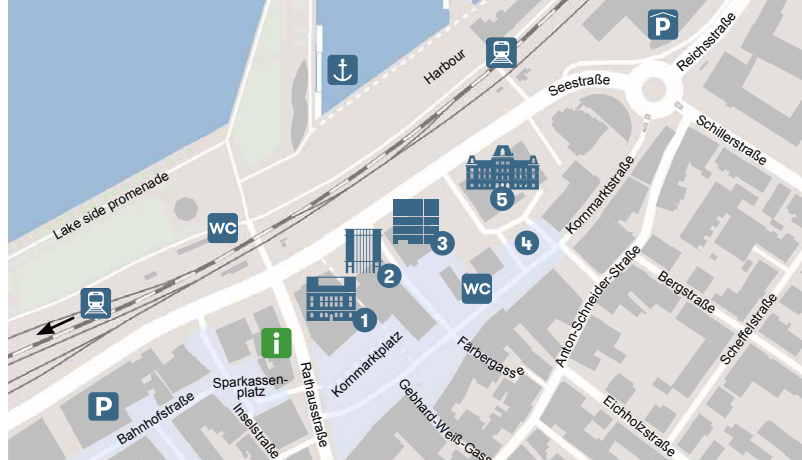 P
Reichsstraße
Harbour
Seestraße
Schillerstraße
Lake side promenade
Kornmarktstraße
5
WC
3
4
2
WC
Bergstraße
Anton-Schneider-Straße
Scheffelstraße
1
i
Kornmarktplatz
Färbergasse
Sparkassen-
platz
Rathausstraße
P
Bahnhofstraße
Inselstraße
Gebhard-Weiß-Gass
Eichholzstraße